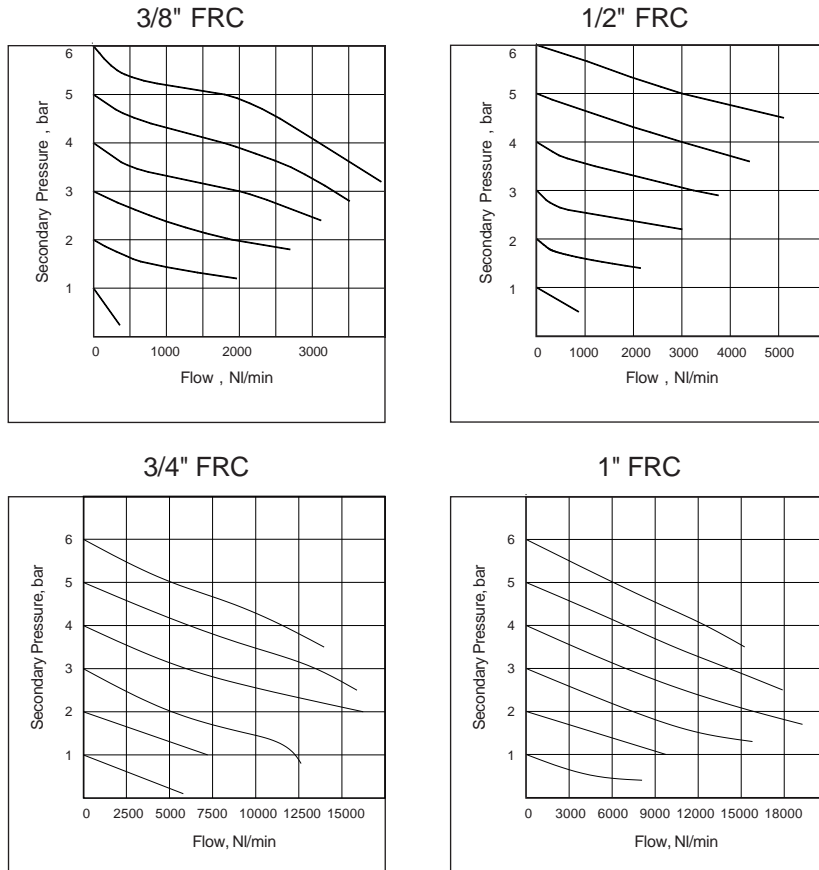 3/8" FRC
6
5
4
3
2
1
Secondary Pressure , bar
0 1000 2000 3000
Flow , Nl/min
1/2" FRC
6
5
4
3
2
1
Secondary Pressure , bar
0 1000 2000 3000 4000 5000
Flow , Nl/min
3/4" FRC
6
5
4
3
2
1
Secondary Pressure, bar
0 2500 5000 7500 10000 12500 15000
Flow, Nl/min
1" FRC
6
5
4
3
2
1
Secondary Pressure, bar
0 3000 6000 9000 12000 15000 18000
Flow, Nl/min